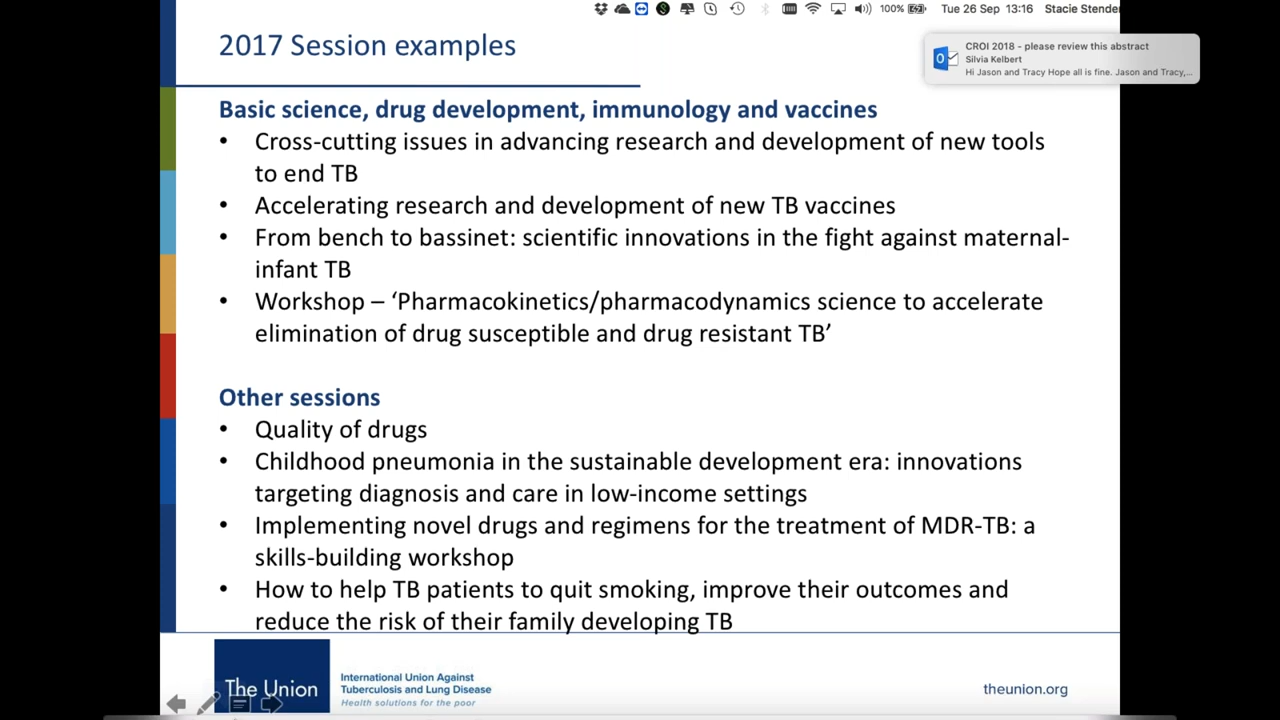 100% Tue 26 Sep 13:16 Stacie Stender
2017 Session examples
CROI 2018 - please review this abstract
Silvia Kelbert
Hi Jason and Tracy Hope all is fine. Jason and Tracy,...
Basic science, drug development, immunology and vaccines
• Cross-cutting issues in advancing research and development of new tools
to end TB
• Accelerating research and development of new TB vaccines
• From bench to bassinet: scientific innovations in the fight against maternal-
infant TB
• Workshop – ‘Pharmacokinetics/pharmacodynamics science to accelerate
elimination of drug susceptible and drug resistant TB’
Other sessions
• Quality of drugs
• Childhood pneumonia in the sustainable development era: innovations
targeting diagnosis and care in low-income settings
• Implementing novel drugs and regimens for the treatment of MDR-TB: a
skills-building workshop
• How to help TB patients to quit smoking, improve their outcomes and
reduce the risk of their family developing TB
The Union
International Union Against
Tuberculosis and Lung Disease
Health solutions for the poor
theunion.org